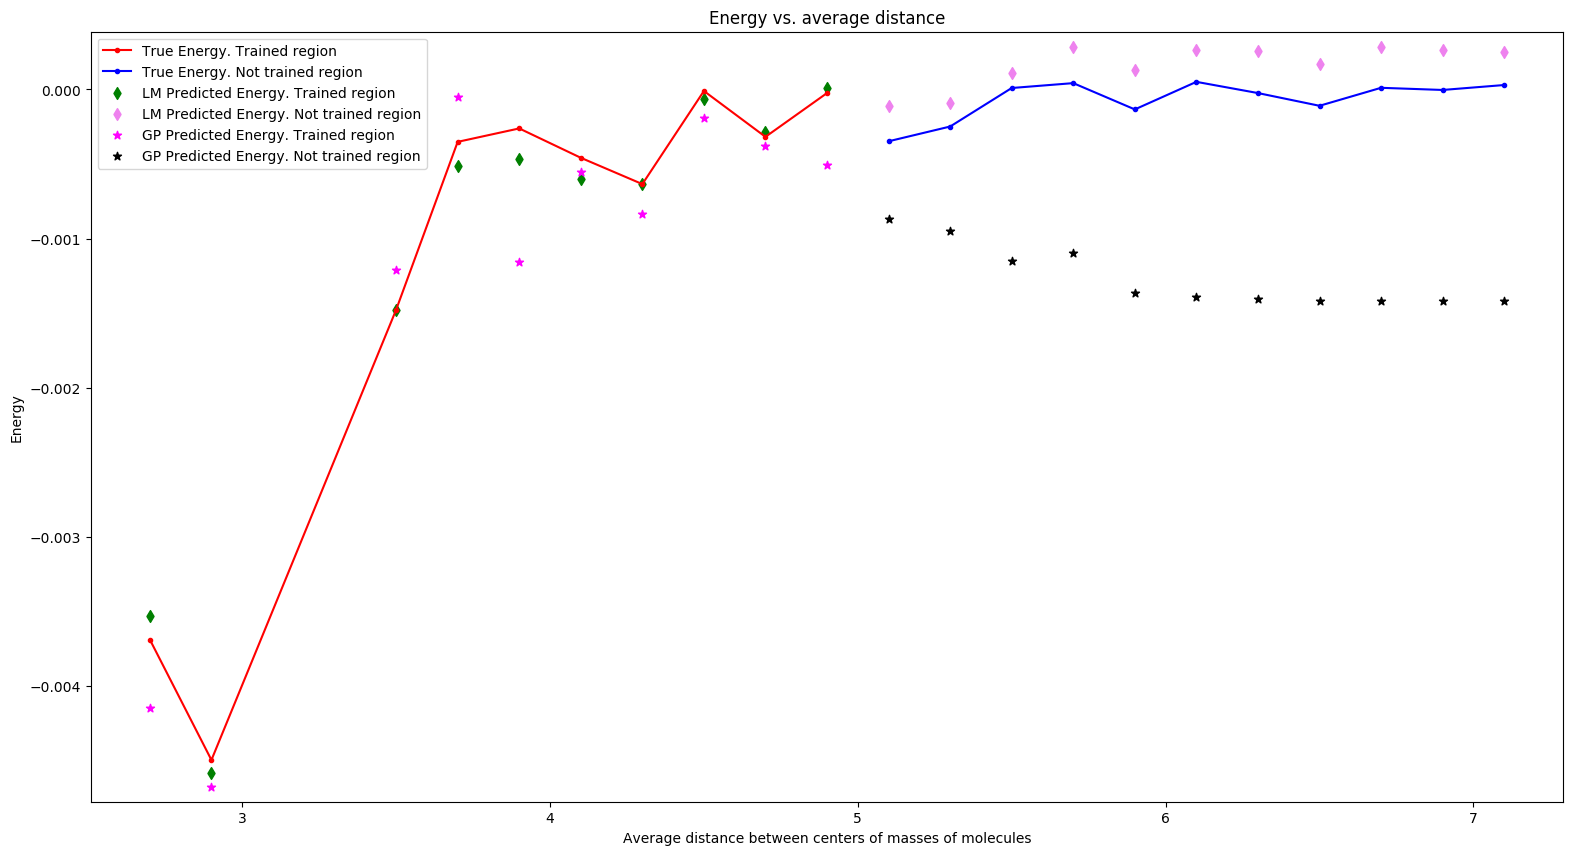 Energy vs. average distance
True Energy. Trained region
True Energy. Not trained region
LM Predicted Energy. Trained region
LM Predicted Energy. Not trained region
GP Predicted Energy. Trained region
GP Predicted Energy. Not trained region
0.000
−0.001
−0.002
−0.003
−0.004
Energy
3 4 5 6 7
Average distance between centers of masses of molecules